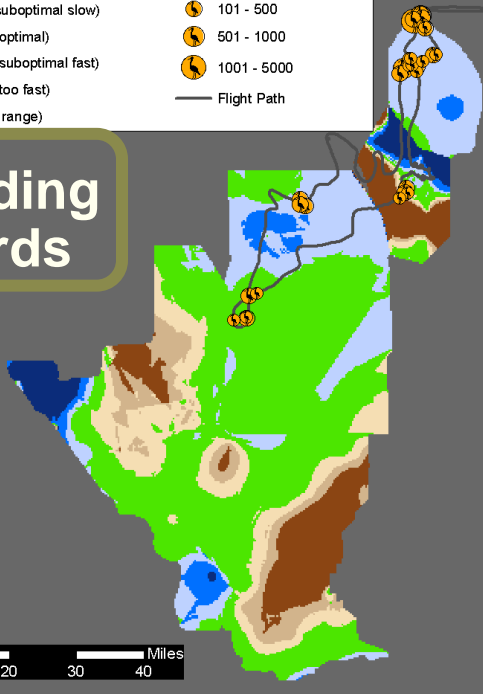 suboptimal slow)
101 - 500
optimal)
501 - 1000
suboptimal fast)
1001 - 5000
too fast)
Flight Path
range)
ding
rds
Miles
20 30 40